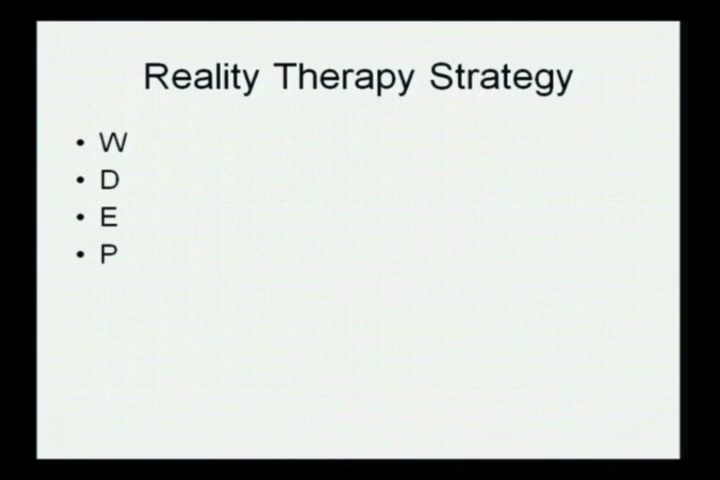 Reality Therapy Strategy
• W
• D
• E
• P